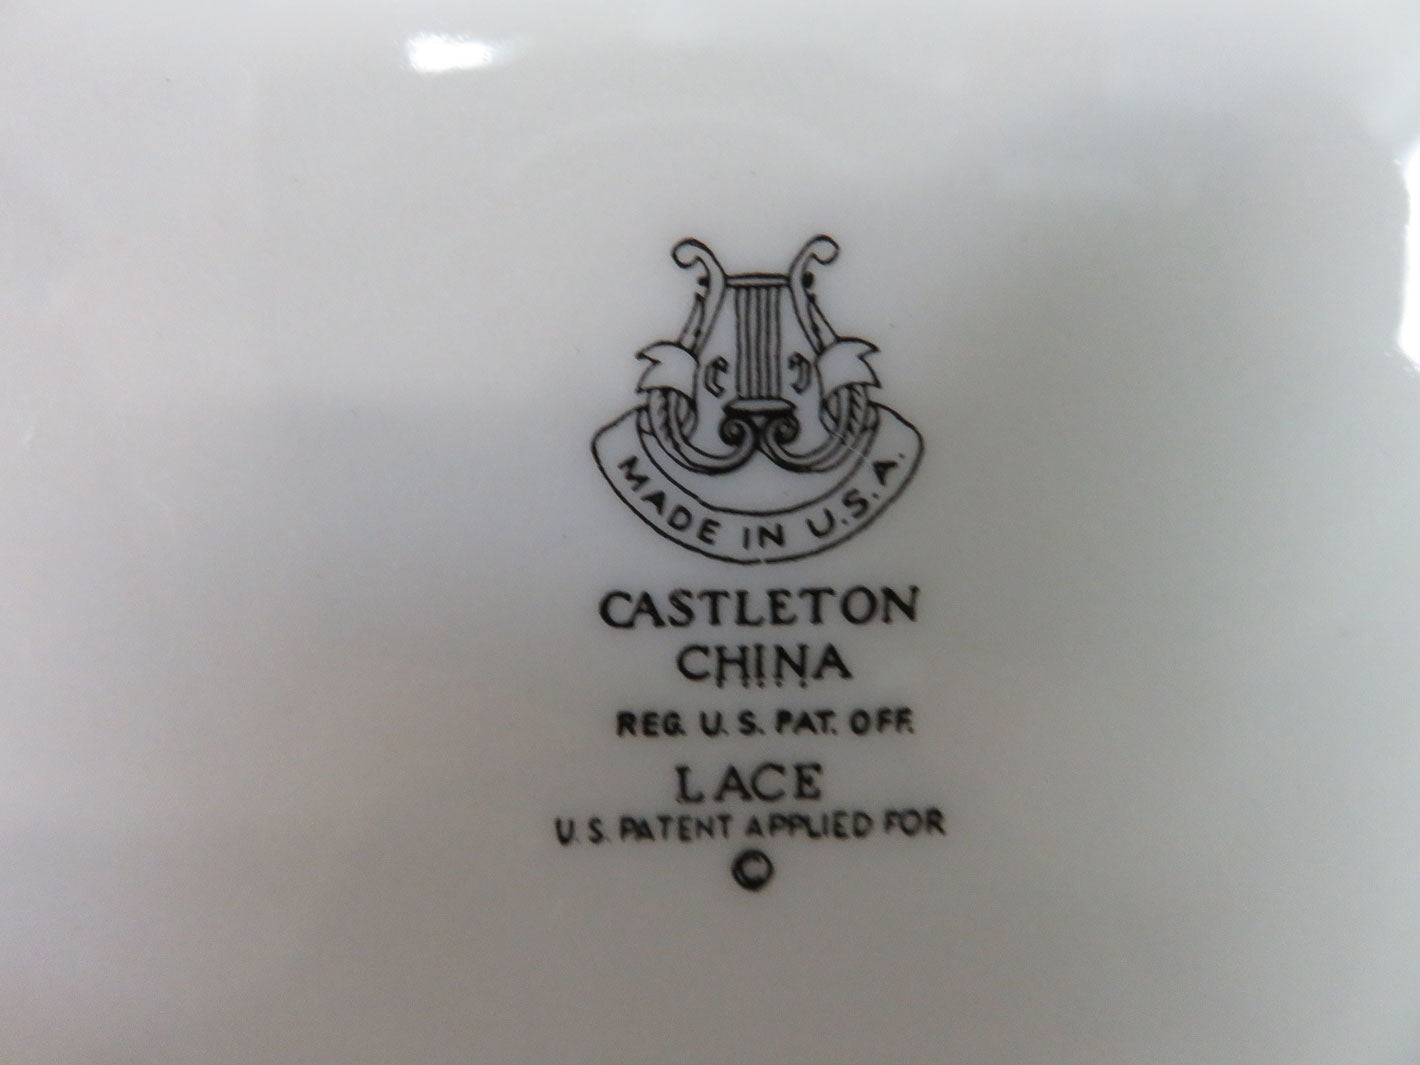 MADE IN U.S.A.
CASTLETON
CHINA
REG. U.S. PAT. OFF.
LACE
U.S. PATENT APPLIED FOR
©